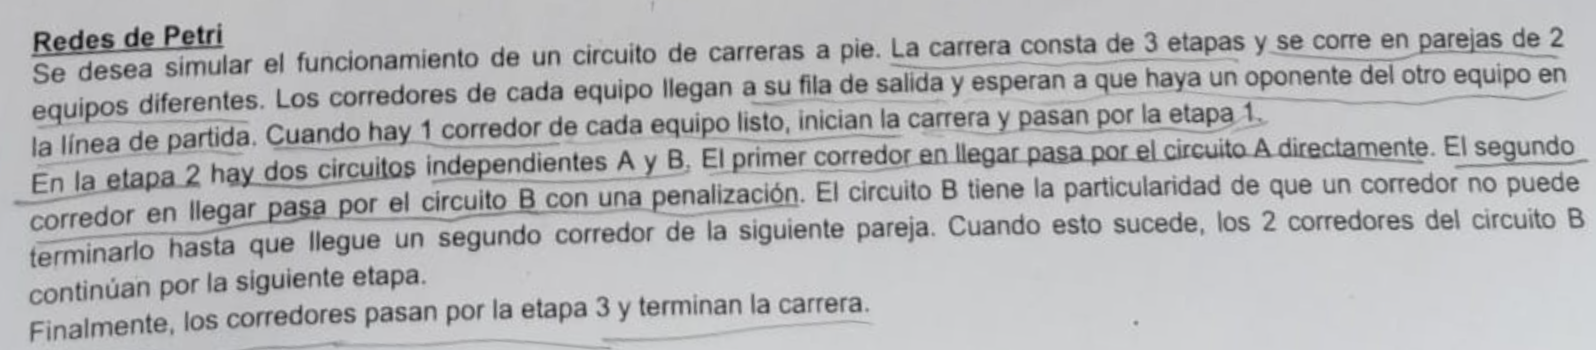 Redes de Petri
Se desea simular el funcionamiento de un circuito de carreras a pie. La carrera consta de 3 etapas y se corre en parejas de 2
equipos diferentes. Los corredores de cada equipo llegan a su fila de salida y esperan a que haya un oponente del otro equipo en
la línea de partida. Cuando hay 1 corredor de cada equipo listo, inician la carrera y pasan por la etapa 1.
En la etapa 2 hay dos circuitos independientes A y B. El primer corredor en llegar pasa por el circuito A directamente. El segundo
corredor en llegar pasa por el circuito B con una penalización. El circuito B tiene la particularidad de que un corredor no puede
terminarlo hasta que llegue un segundo corredor de la siguiente pareja. Cuando esto sucede, los 2 corredores del circuito B
continúan por la siguiente etapa.
Finalmente, los corredores pasan por la etapa 3 y terminan la carrera.